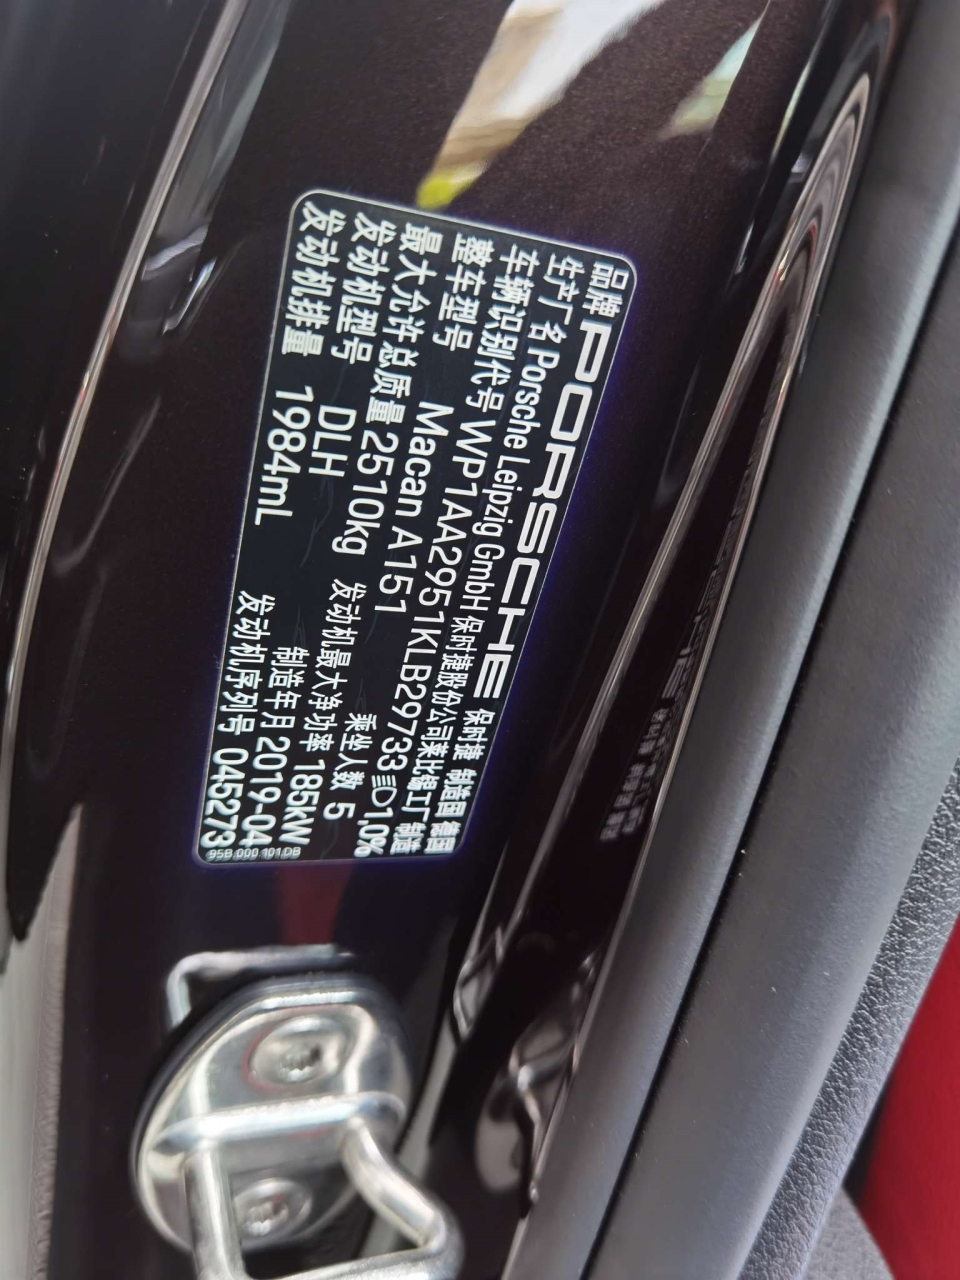 品牌 PORSCHE 保时捷 制造国 德国
生产厂名 Porsche Leipzig GmbH 保时捷股份公司莱比锡工厂 制造
车辆识别代号 WP1AA2951KLB29733 1,0%
整车型号 Macan A151 乘坐人数 5
最大允许总质量 2510kg 发动机最大净功率 185kW
发动机型号 DLH 制造年月 2019-04
发动机排量 1984mL 发动机序列号 045273
95B.000.101.DB